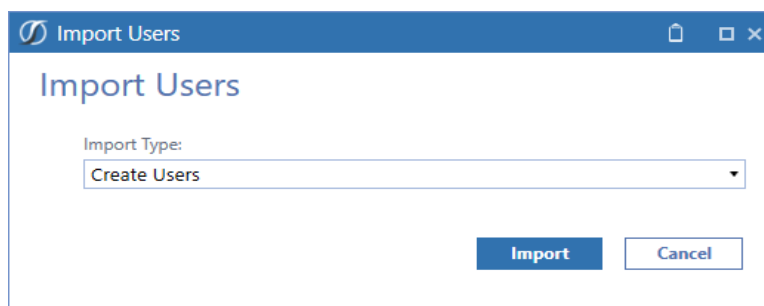 Import Users
Import Users
Import Type:
Create Users
Import Cancel